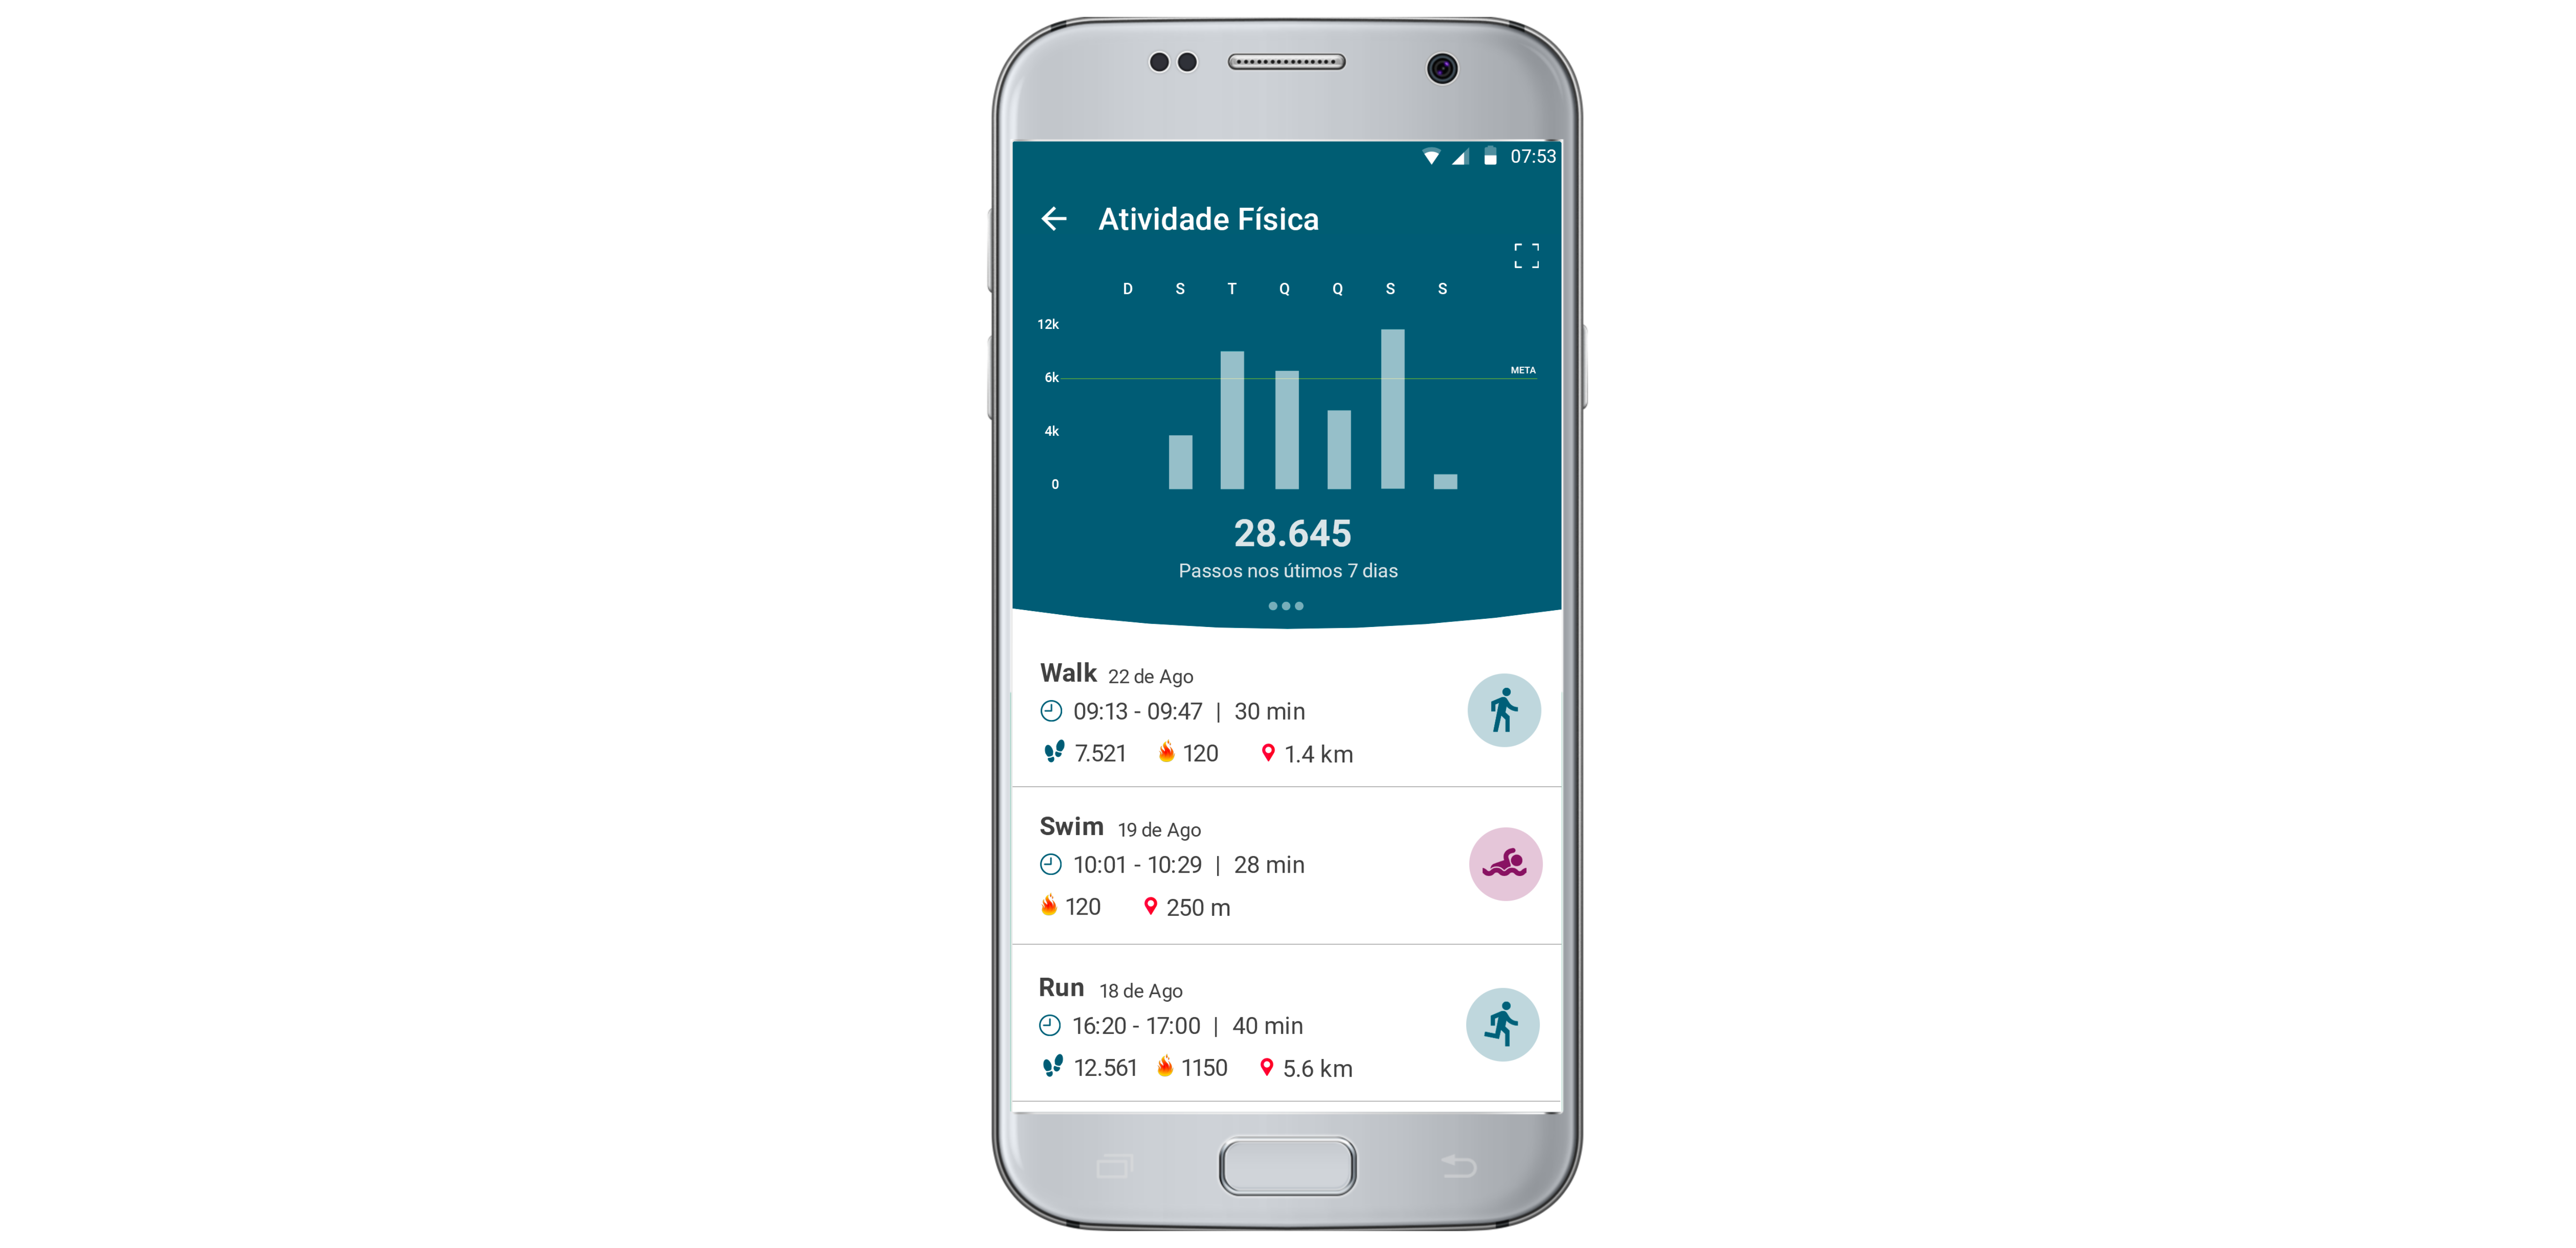 07:53
Atividade Física
D S T Q Q S S
12k
6k META
4k
0
28.645
Passos nos útimos 7 dias
Walk 22 de Ago
09:13 - 09:47 | 30 min
7.521 120 1.4 km
Swim 19 de Ago
10:01 - 10:29 | 28 min
120 250 m
Run 18 de Ago
16:20 - 17:00 | 40 min
12.561 1150 5.6 km